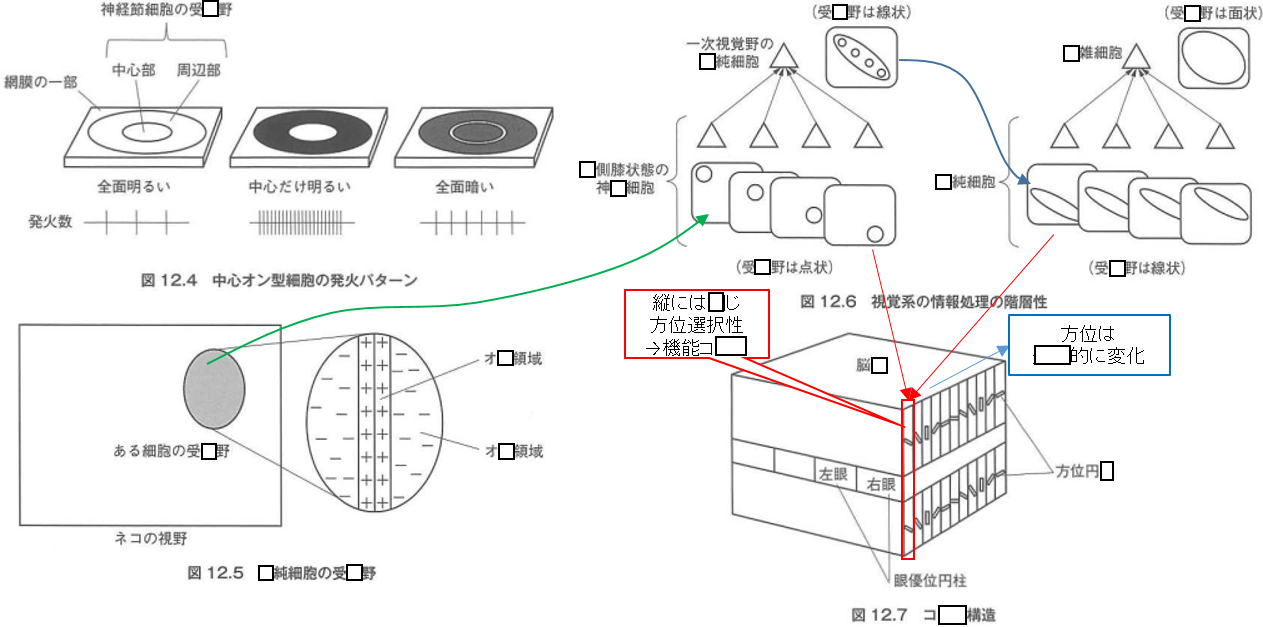 神経節細胞の受□野
中心部
周辺部
網膜の一部
全面明るい
中心だけ明るい
全面暗い
発火数
図 12.4 中心オン型細胞の発火パターン
オ□領域
オ□領域
ある細胞の受□野
ネコの視野
図 12.5 □純細胞の受□野
(受□野は線状)
一次視覚野の
□純細胞
□側膝状態の
神□細胞
(受□野は点状)
(受□野は面状)
□雑細胞
□純細胞
(受□野は線状)
図 12.6 視覚系の情報処理の階層性
縦には□じ
方位選択性
→機能コ□
方位は
□的に変化
脳□
左眼
右眼
方位円□
眼優位円柱
図 12.7 コ□構造